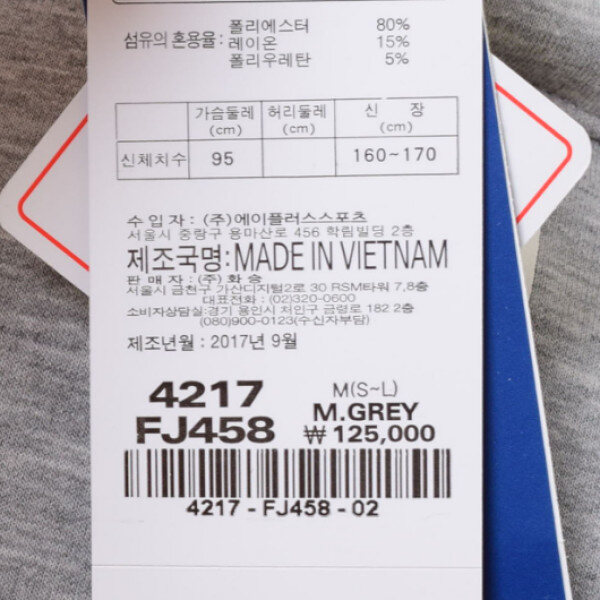 폴리에스터 80%
섬유의 혼용율: 레이온 15%
폴리우레탄 5%
가슴둘레 (cm) 허리둘레 (cm) 신 장 (cm)
신체치수 95 160~170
수 입 자 : (주)에이플러스스포츠
서울시 중랑구 용마산로 456 학림빌딩 2층
제조국명:MADE IN VIETNAM
판 매 자 : (주)화 승
서울시 금천구 가산디지털2로 30 RSM타워 7,8층
대표전화 : (02)320-0600
소비자상담실:경기 용인시 처인구 금령로 182 2층
(080)900-0123(수신자부담)
제조년월 : 2017년 9월
4217 M(S~L)
FJ458 M.GREY
₩ 125,000
4217 - FJ458 - 02